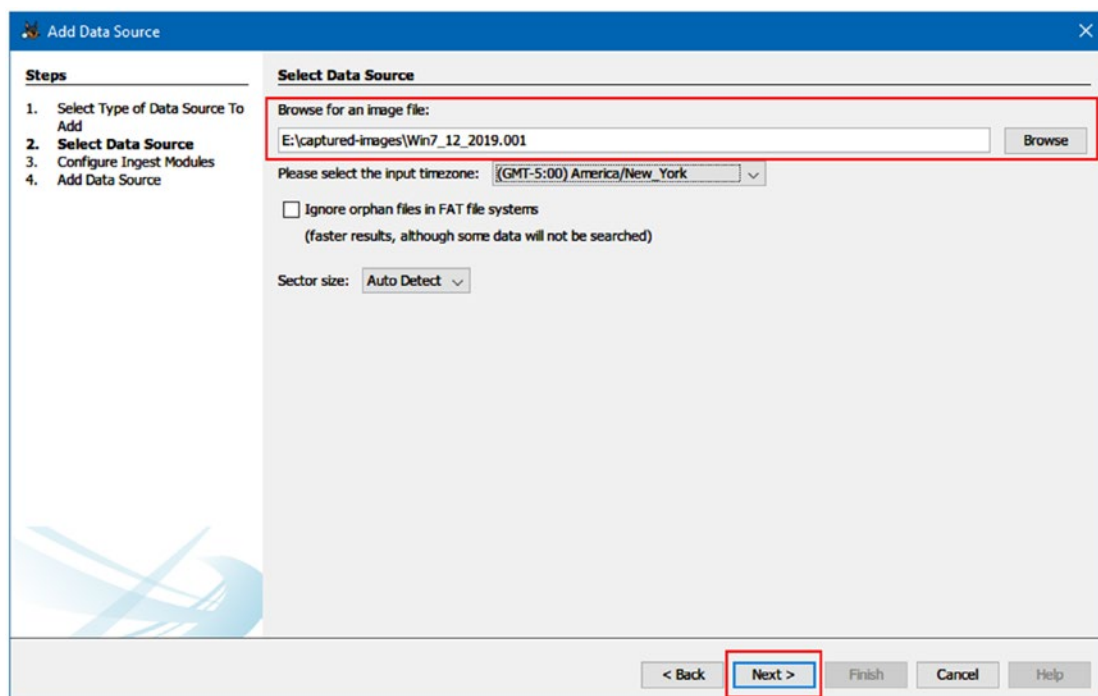 Add Data Source
Steps
1. Select Type of Data Source To
Add
2. Select Data Source
3. Configure Ingest Modules
4. Add Data Source
Select Data Source
Browse for an image file:
E:\captured-images\Win7_12_2019.001
Browse
Please select the input timezone: (GMT-5:00) America/New_York
Ignore orphan files in FAT file systems
(faster results, although some data will not be searched)
Sector size: Auto Detect
< Back Next > Finish Cancel Help